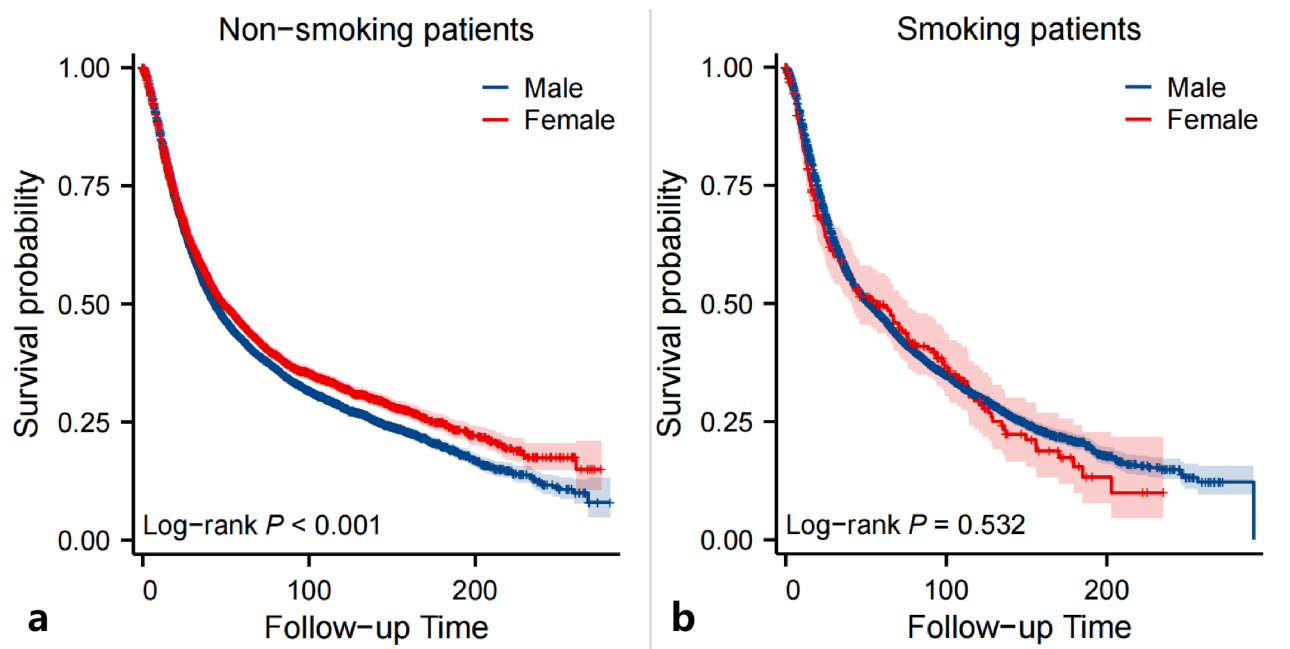 Non−smoking patients
Survival probability
1.00
0.75
0.50
0.25
0.00
Male
Female
Log−rank P < 0.001
0 100 200
Follow−up Time
a
Smoking patients
Survival probability
1.00
0.75
0.50
0.25
0.00
Male
Female
Log−rank P = 0.532
0 100 200
Follow−up Time
b